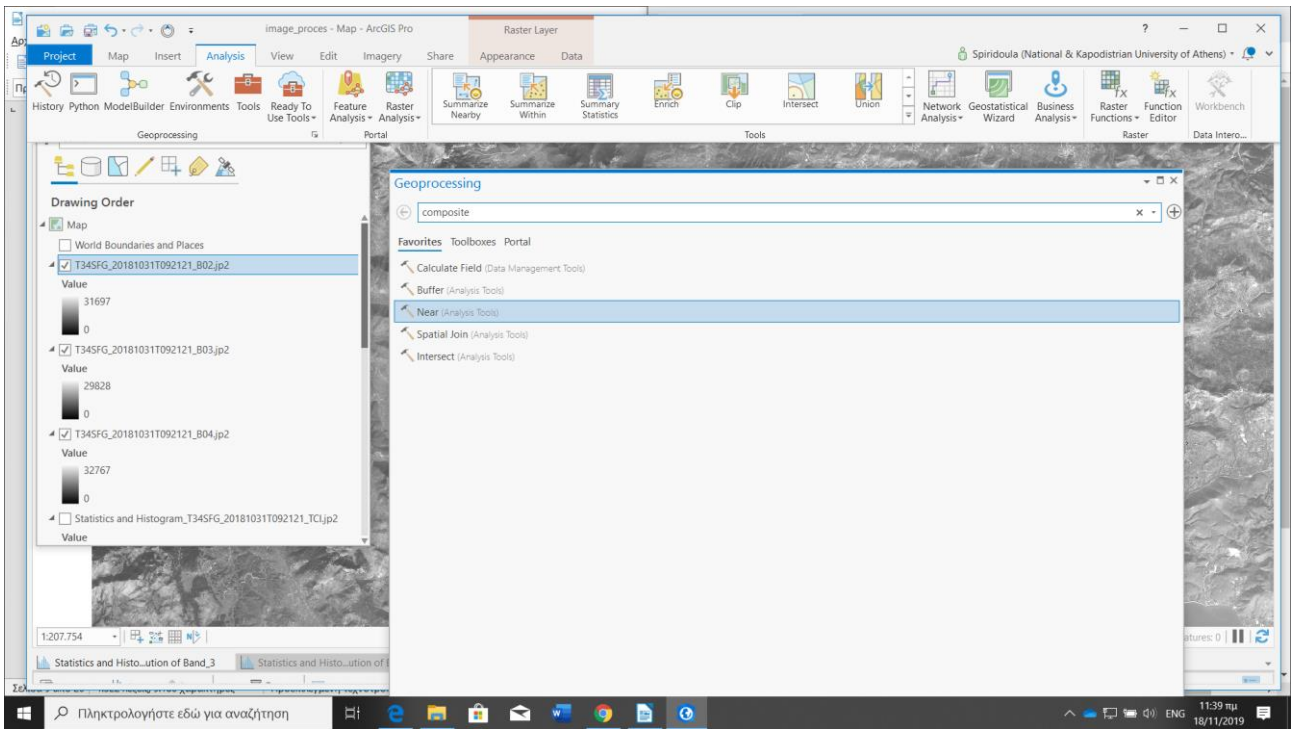 image_proces - Map - ArcGIS Pro
Raster Layer
?
Project Map Insert Analysis View Edit Imagery Share Appearance Data
Spiridoula (National & Kapodistrian University of Athens)
History Python ModelBuilder Environments Tools Ready To Use Tools
Feature Analysis
Raster Analysis
Summarize Nearby
Summarize Within
Summary Statistics
Enrich
Clip
Intersect
Union
Network Analysis
Geostatistical Wizard
Business Analysis
Raster Functions
Function Editor
Workbench
Geoprocessing
Portal
Tools
Raster
Data Intero...
Drawing Order
Map
World Boundaries and Places
T34SFG_20181031T092121_B02.jp2
Value
31697
0
T34SFG_20181031T092121_B03.jp2
Value
29828
0
T34SFG_20181031T092121_B04.jp2
Value
32767
0
Statistics and Histogram_T34SFG_20181031T092121_TCI.jp2
Value
Geoprocessing
composite
Favorites Toolboxes Portal
Calculate Field (Data Management Tools)
Buffer (Analysis Tools)
Near (Analysis Tools)
Spatial Join (Analysis Tools)
Intersect (Analysis Tools)
1:207.754
atures: 0
Statistics and Histo...ution of Band_3
Statistics and Histo...ution of
Πληκτρολογήστε εδώ για αναζήτηση
ENG
11:39 πμ
18/11/2019